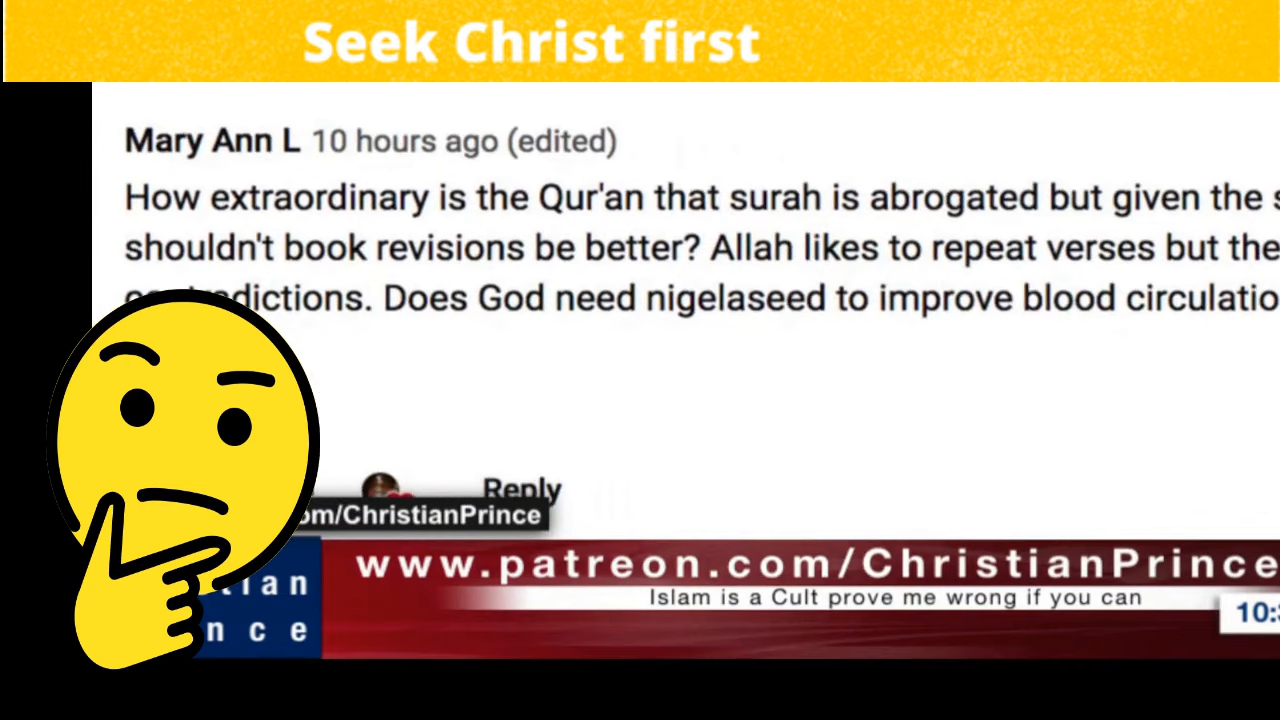 Seek Christ first
Mary Ann L 10 hours ago (edited)
How extraordinary is the Qur'an that surah is abrogated but given the
shouldn't book revisions be better? Allah likes to repeat verses but the
Does God need nigelaseed to improve blood
Reply
om/ChristianPrince
www.patreon.com/ChristianPrince
Islam is a Cult prove me wrong if you can